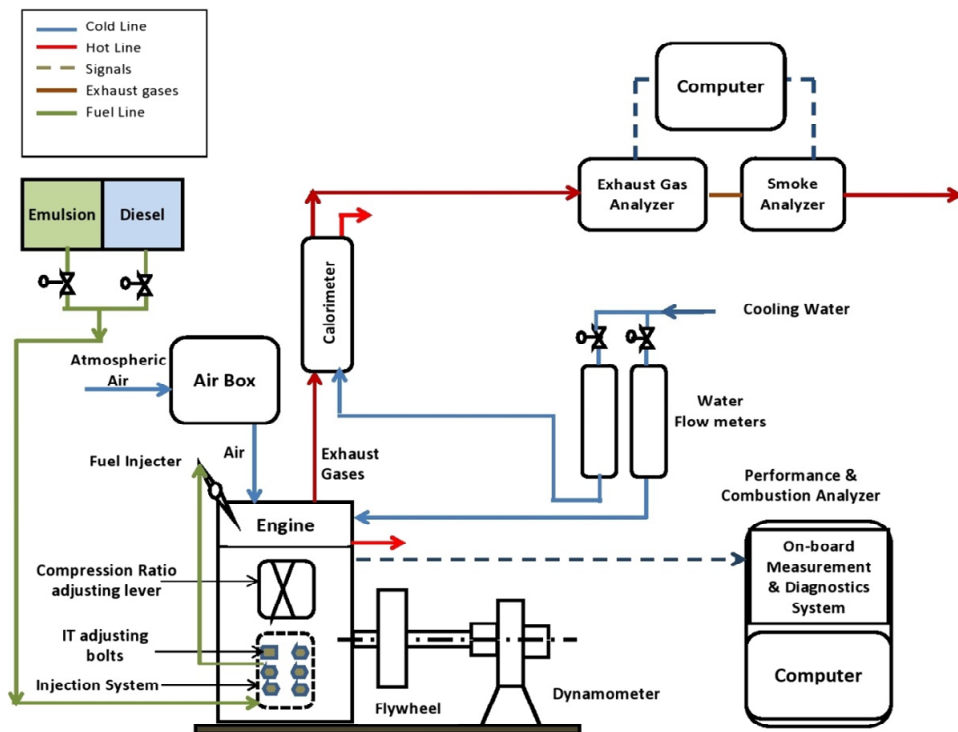 Cold Line
Hot Line
Signals
Exhaust gases
Fuel Line
Computer
Exhaust Gas
Analyzer
Smoke
Analyzer
Emulsion
Diesel
Calorimeter
Cooling Water
Atmospheric
Air
Air Box
Water
Flow meters
Air
Exhaust
Gases
Fuel Injecter
Performance &
Combustion Analyzer
Engine
On-board
Measurement
& Diagnostics
System
Compression Ratio
adjusting lever
IT adjusting
bolts
Injection System
Computer
Flywheel
Dynamometer